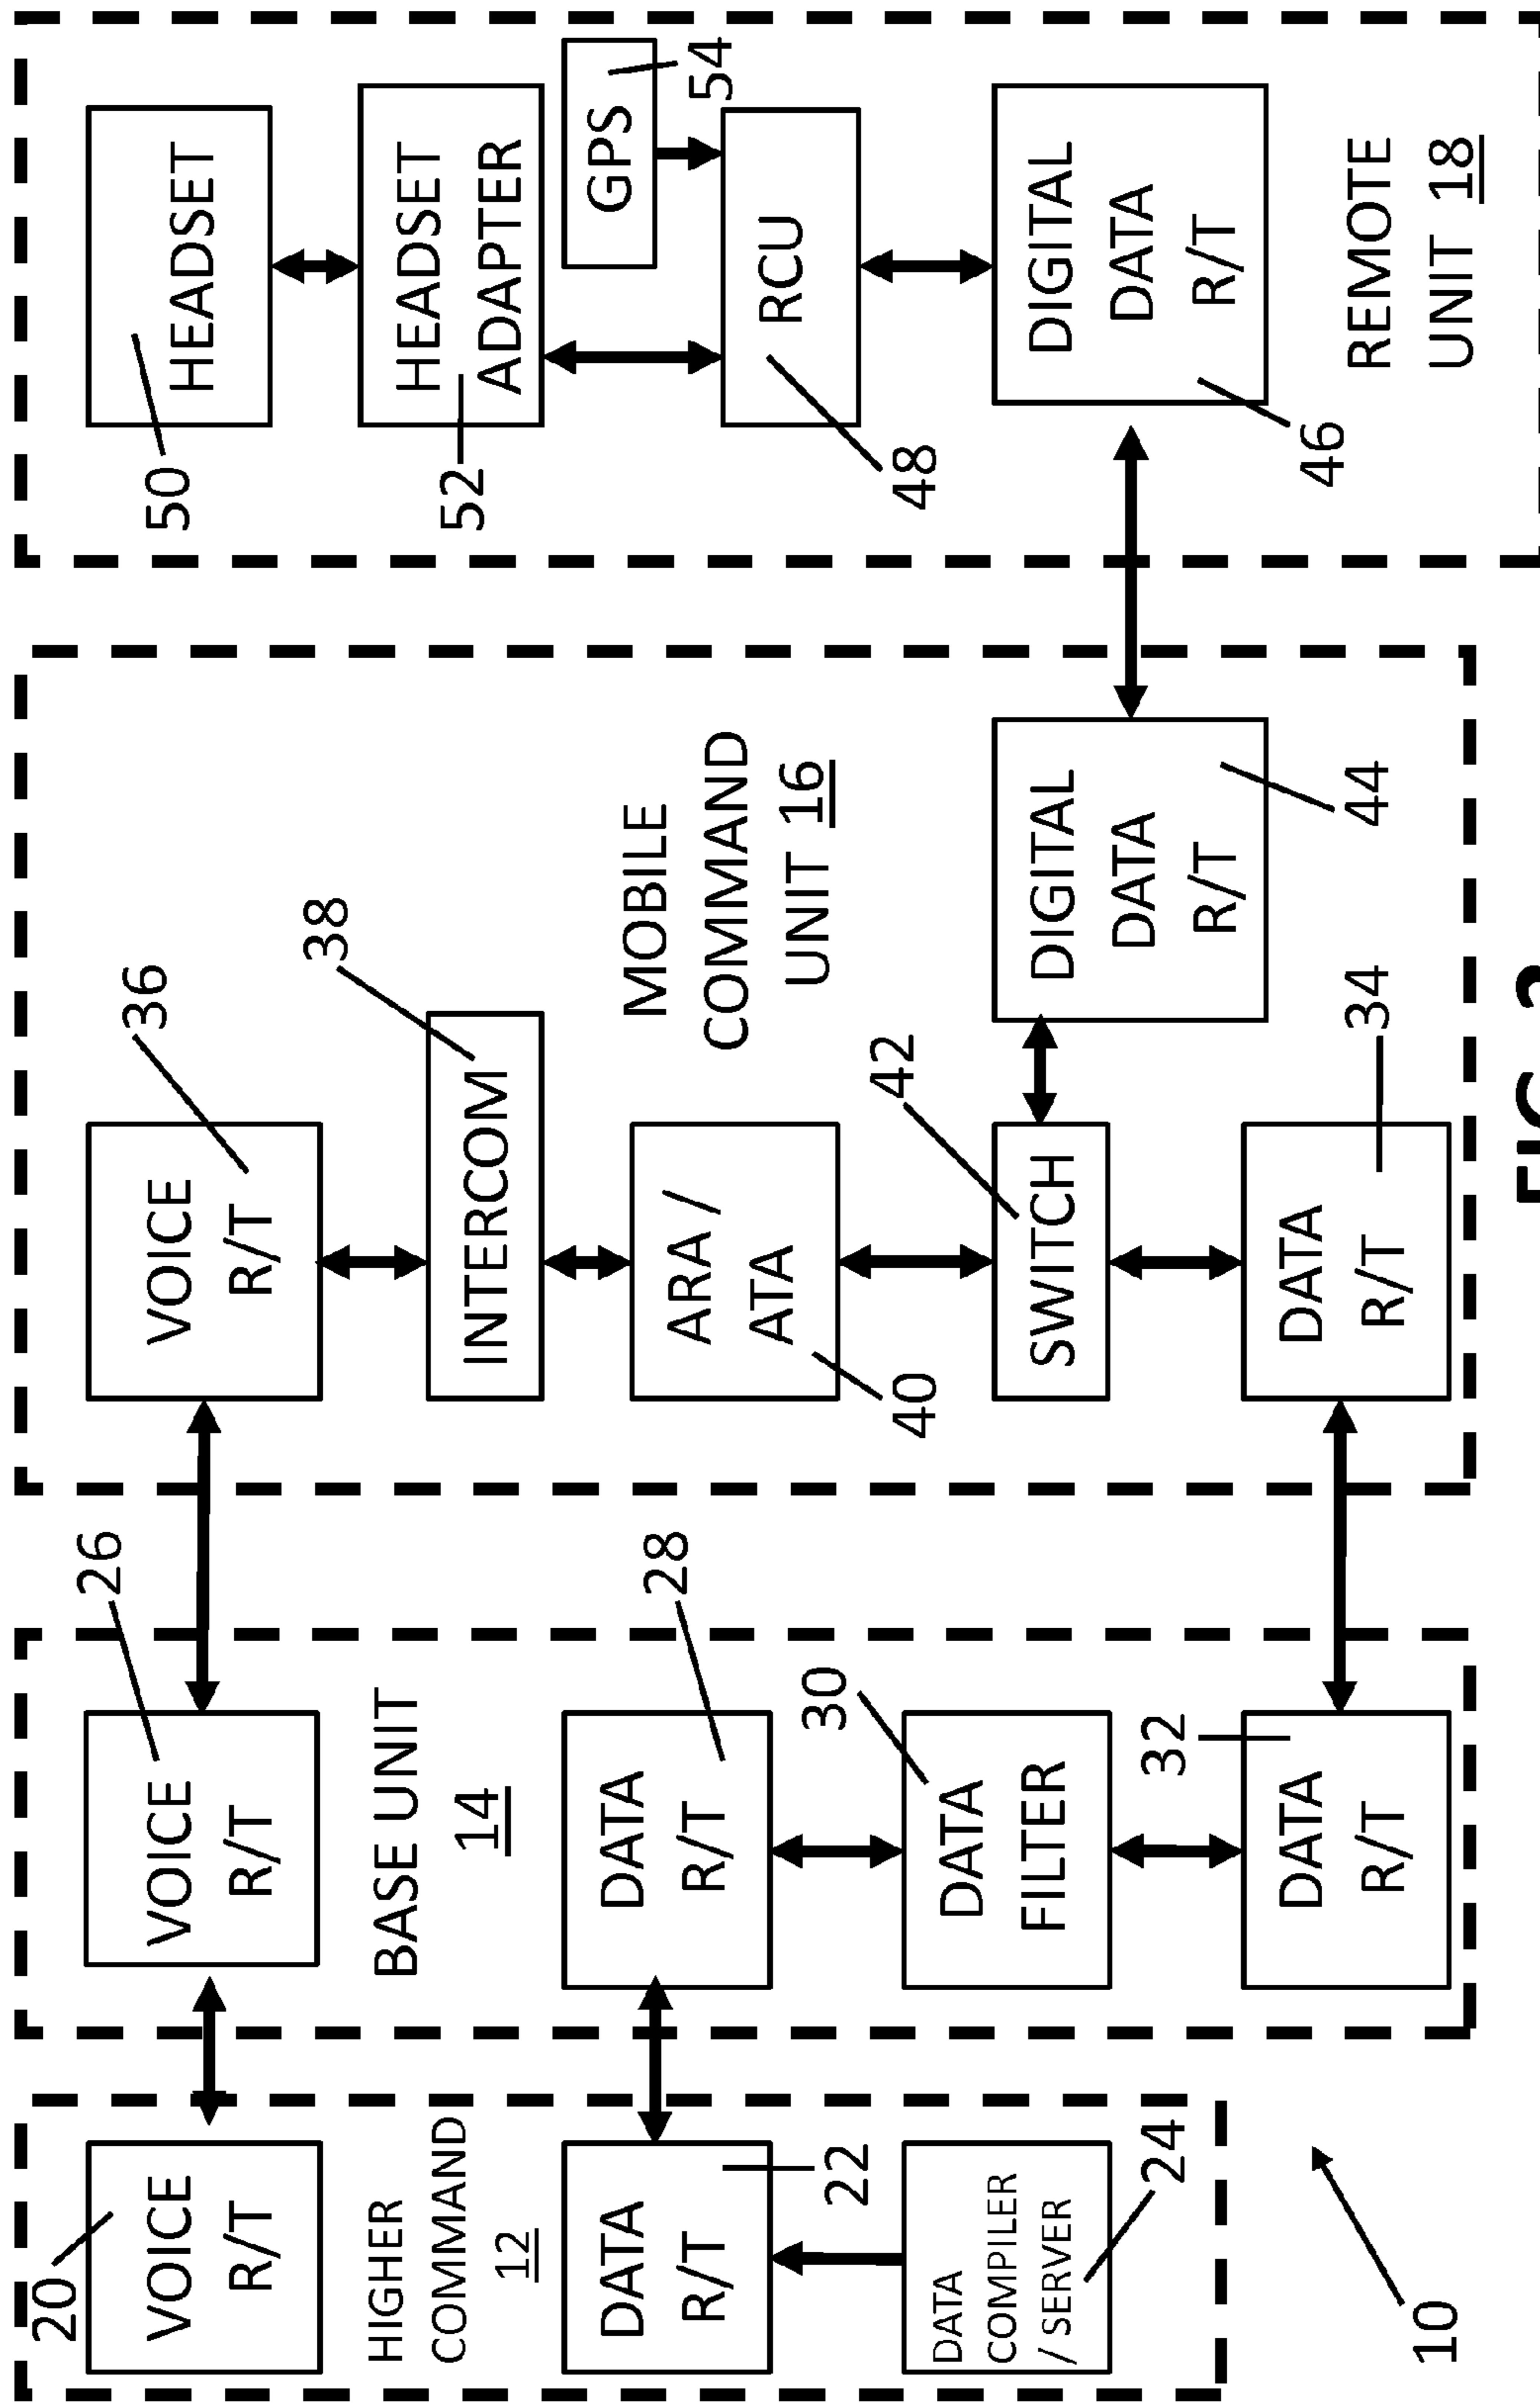 20
VOICE
R/T
HIGHER
COMMAND
12
DATA
R/T
22
DATA
COMPILER
/ SERVER
24
10
26
VOICE
R/T
BASE UNIT
14
28
DATA
R/T
30
DATA
FILTER
32
DATA
R/T
36
VOICE
R/T
38
INTERCOM
MOBILE
COMMAND
UNIT 16
ARA /
ATA
40
42
SWITCH
DIGITAL
DATA
R/T
44
34
DATA
R/T
50
HEADSET
52
HEADSET
ADAPTER
GPS
54
RCU
48
DIGITAL
DATA
R/T
46
REMOTE
UNIT 18
FIG